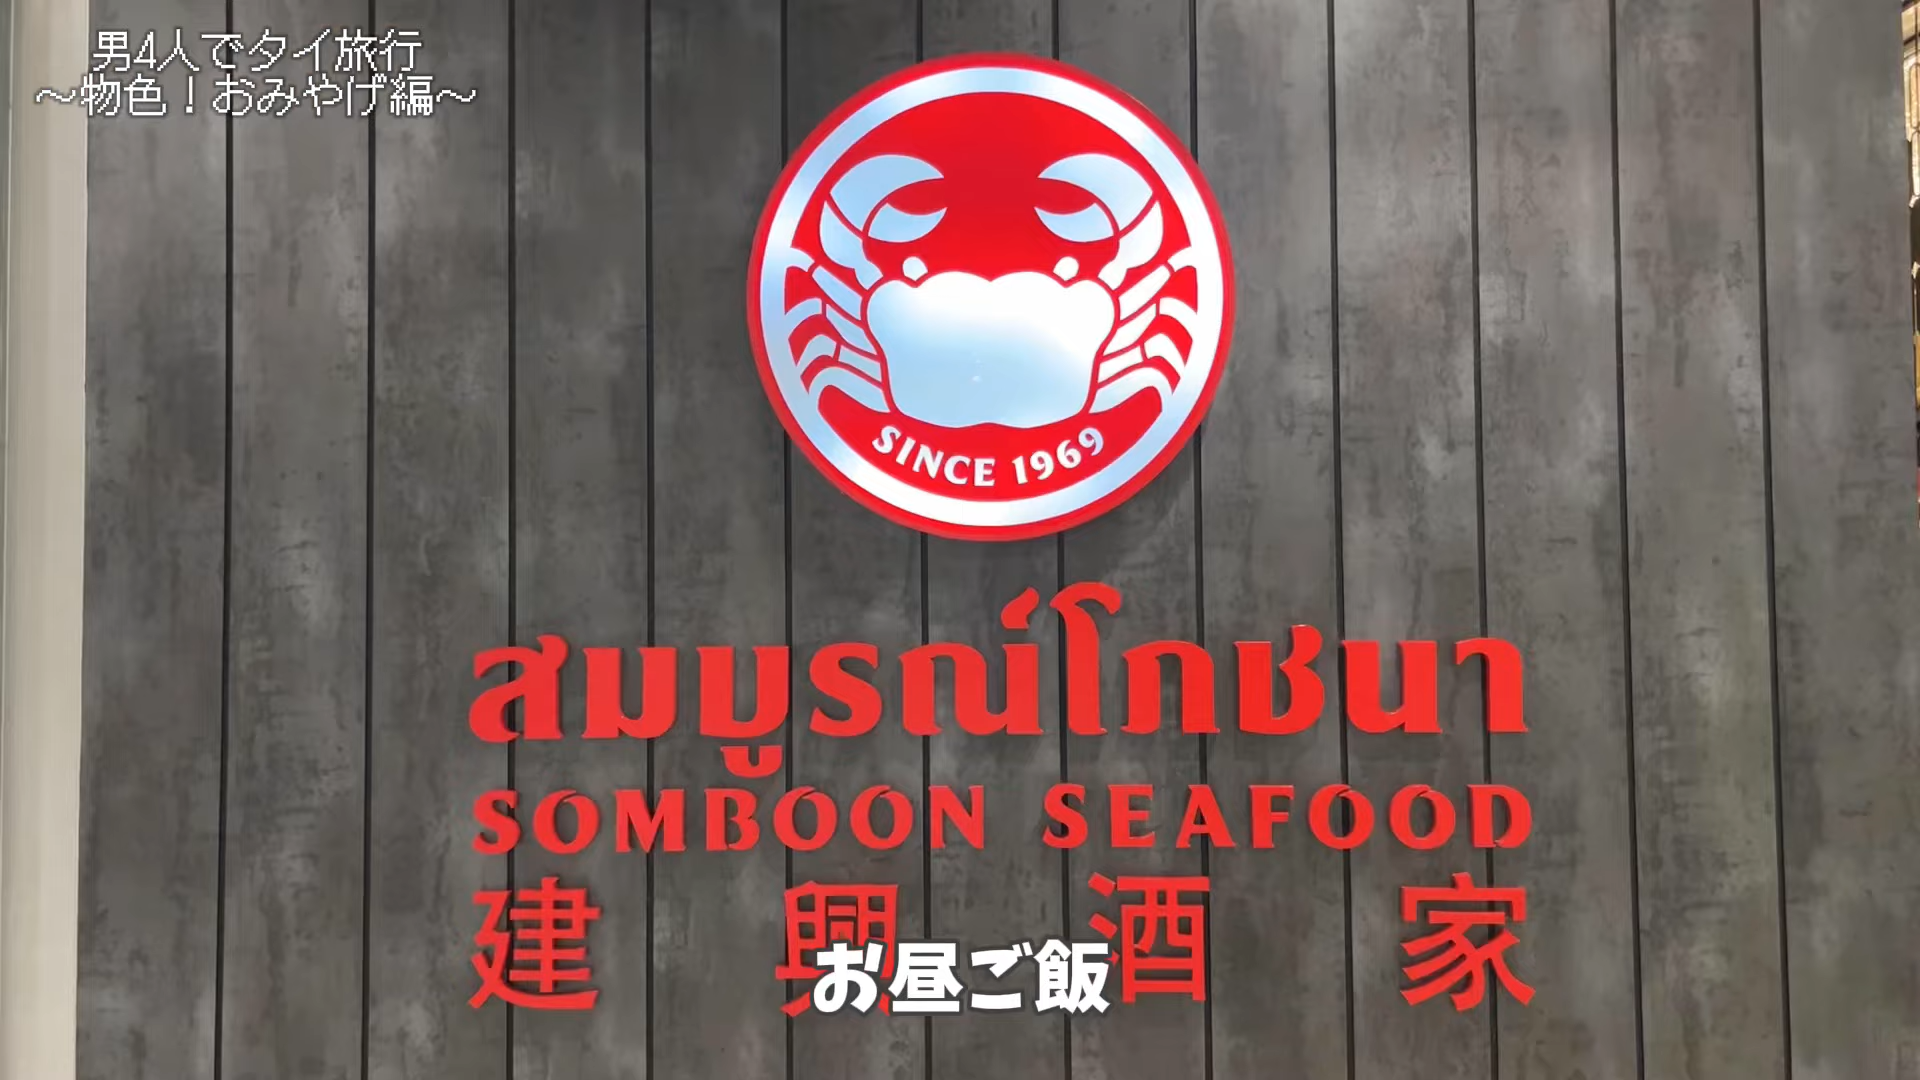 男4人でタイ旅行
～物色！おみやげ編～
SINCE 1969
สมบูรณ์โภชนา
SOMBOON SEAFOOD
建興酒家
お昼ご飯